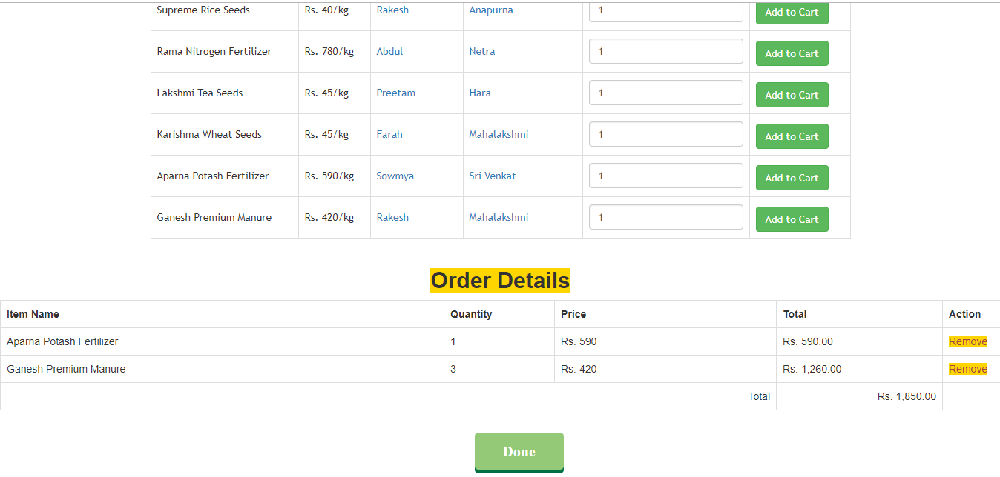 Supreme Rice Seeds Rs. 40/kg Rakesh Anapurna 1 Add to Cart
Rama Nitrogen Fertilizer Rs. 780/kg Abdul Netra 1 Add to Cart
Lakshmi Tea Seeds Rs. 45/kg Preetam Hara 1 Add to Cart
Karishma Wheat Seeds Rs. 45/kg Farah Mahalakshmi 1 Add to Cart
Aparna Potash Fertilizer Rs. 590/kg Sowmya Sri Venkat 1 Add to Cart
Ganesh Premium Manure Rs. 420/kg Rakesh Mahalakshmi 1 Add to Cart
Order Details
Item Name Quantity Price Total Action
Aparna Potash Fertilizer 1 Rs. 590 Rs. 590.00 Remove
Ganesh Premium Manure 3 Rs. 420 Rs. 1,260.00 Remove
Total Rs. 1,850.00
Done